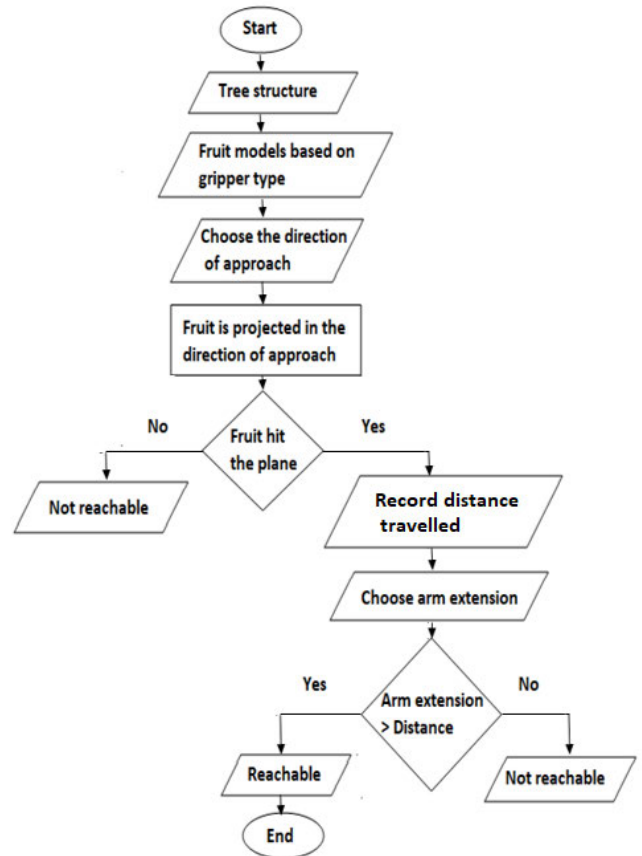 Start
Tree structure
Fruit models based on
gripper type
Choose the direction
of approach
Fruit is projected in the
direction of approach
No
Fruit hit
the plane
Yes
Not reachable
Record distance
travelled
Choose arm extension
Yes
Arm extension
> Distance
No
Reachable
Not reachable
End